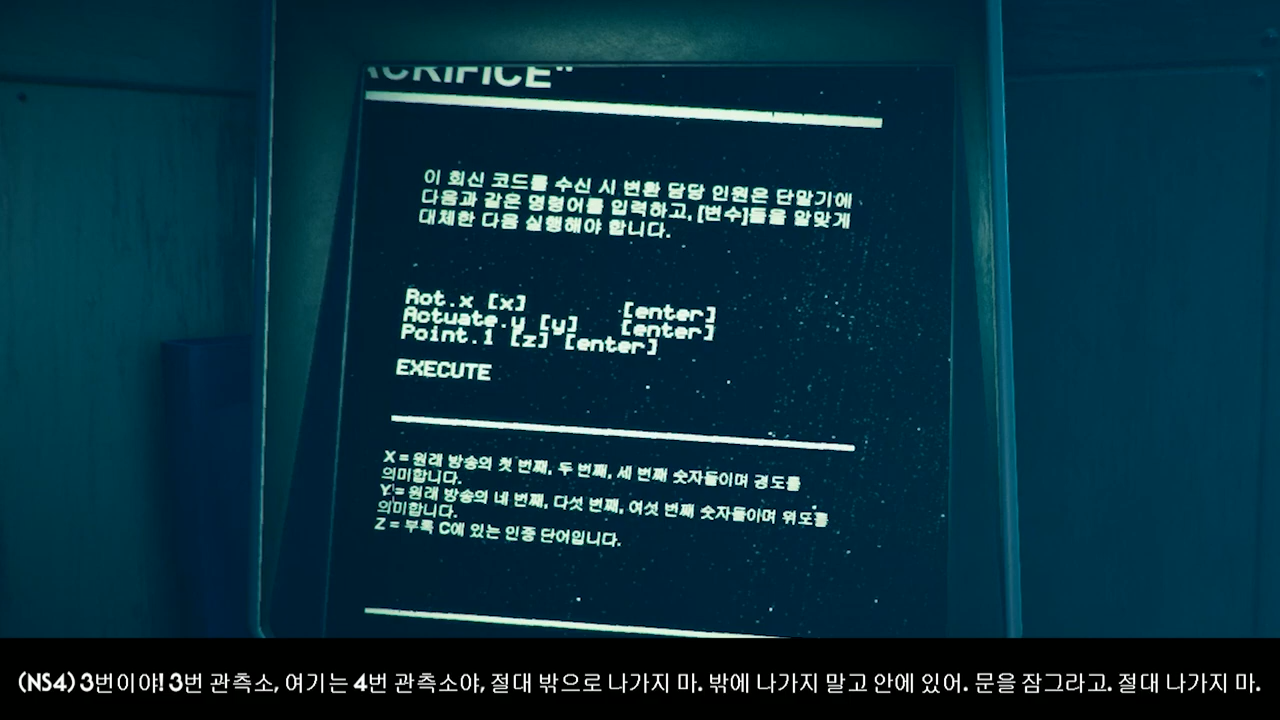 ACRIFICE"
이 회신 코드를 수신 시 변환 담당 인원은 단말기에
다음과 같은 명령어를 입력하고, [변수]들을 알맞게
대체한 다음 실행해야 합니다.
Rot.x [x] [enter]
Actuate.y [y] [enter]
Point.1 [z] [enter]
EXECUTE
X = 원래 방송의 첫 번째, 두 번째, 세 번째 숫자들이며 경도를
의미합니다.
Y = 원래 방송의 네 번째, 다섯 번째, 여섯 번째 숫자들이며 위도를
의미합니다.
Z = 부록 C에 있는 인증 단어입니다.
(NS4) 3번이야! 3번 관측소, 여기는 4번 관측소야, 절대 밖으로 나가지 마. 밖에 나가지 말고 안에 있어. 문을 잠그라고. 절대 나가지 마.